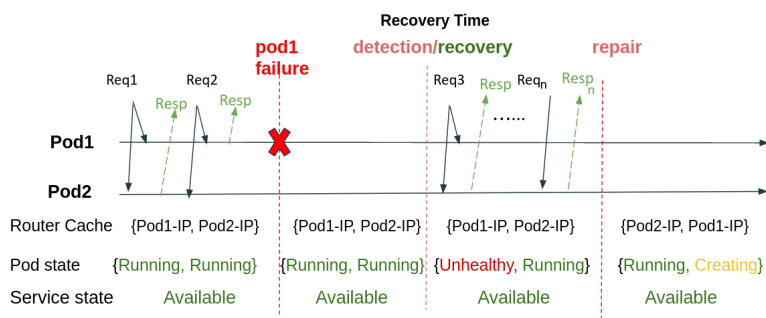 Recovery Time
pod1 failure
detection/recovery
repair
Req1
Resp
Req2
Resp
Req3
Resp
......
Reqn
Respn
Pod1
Pod2
Router Cache {Pod1-IP, Pod2-IP} {Pod1-IP, Pod2-IP} {Pod1-IP, Pod2-IP} {Pod2-IP, Pod1-IP}
Pod state {Running, Running} {Running, Running} {Unhealthy, Running} {Running, Creating}
Service state Available Available Available Available